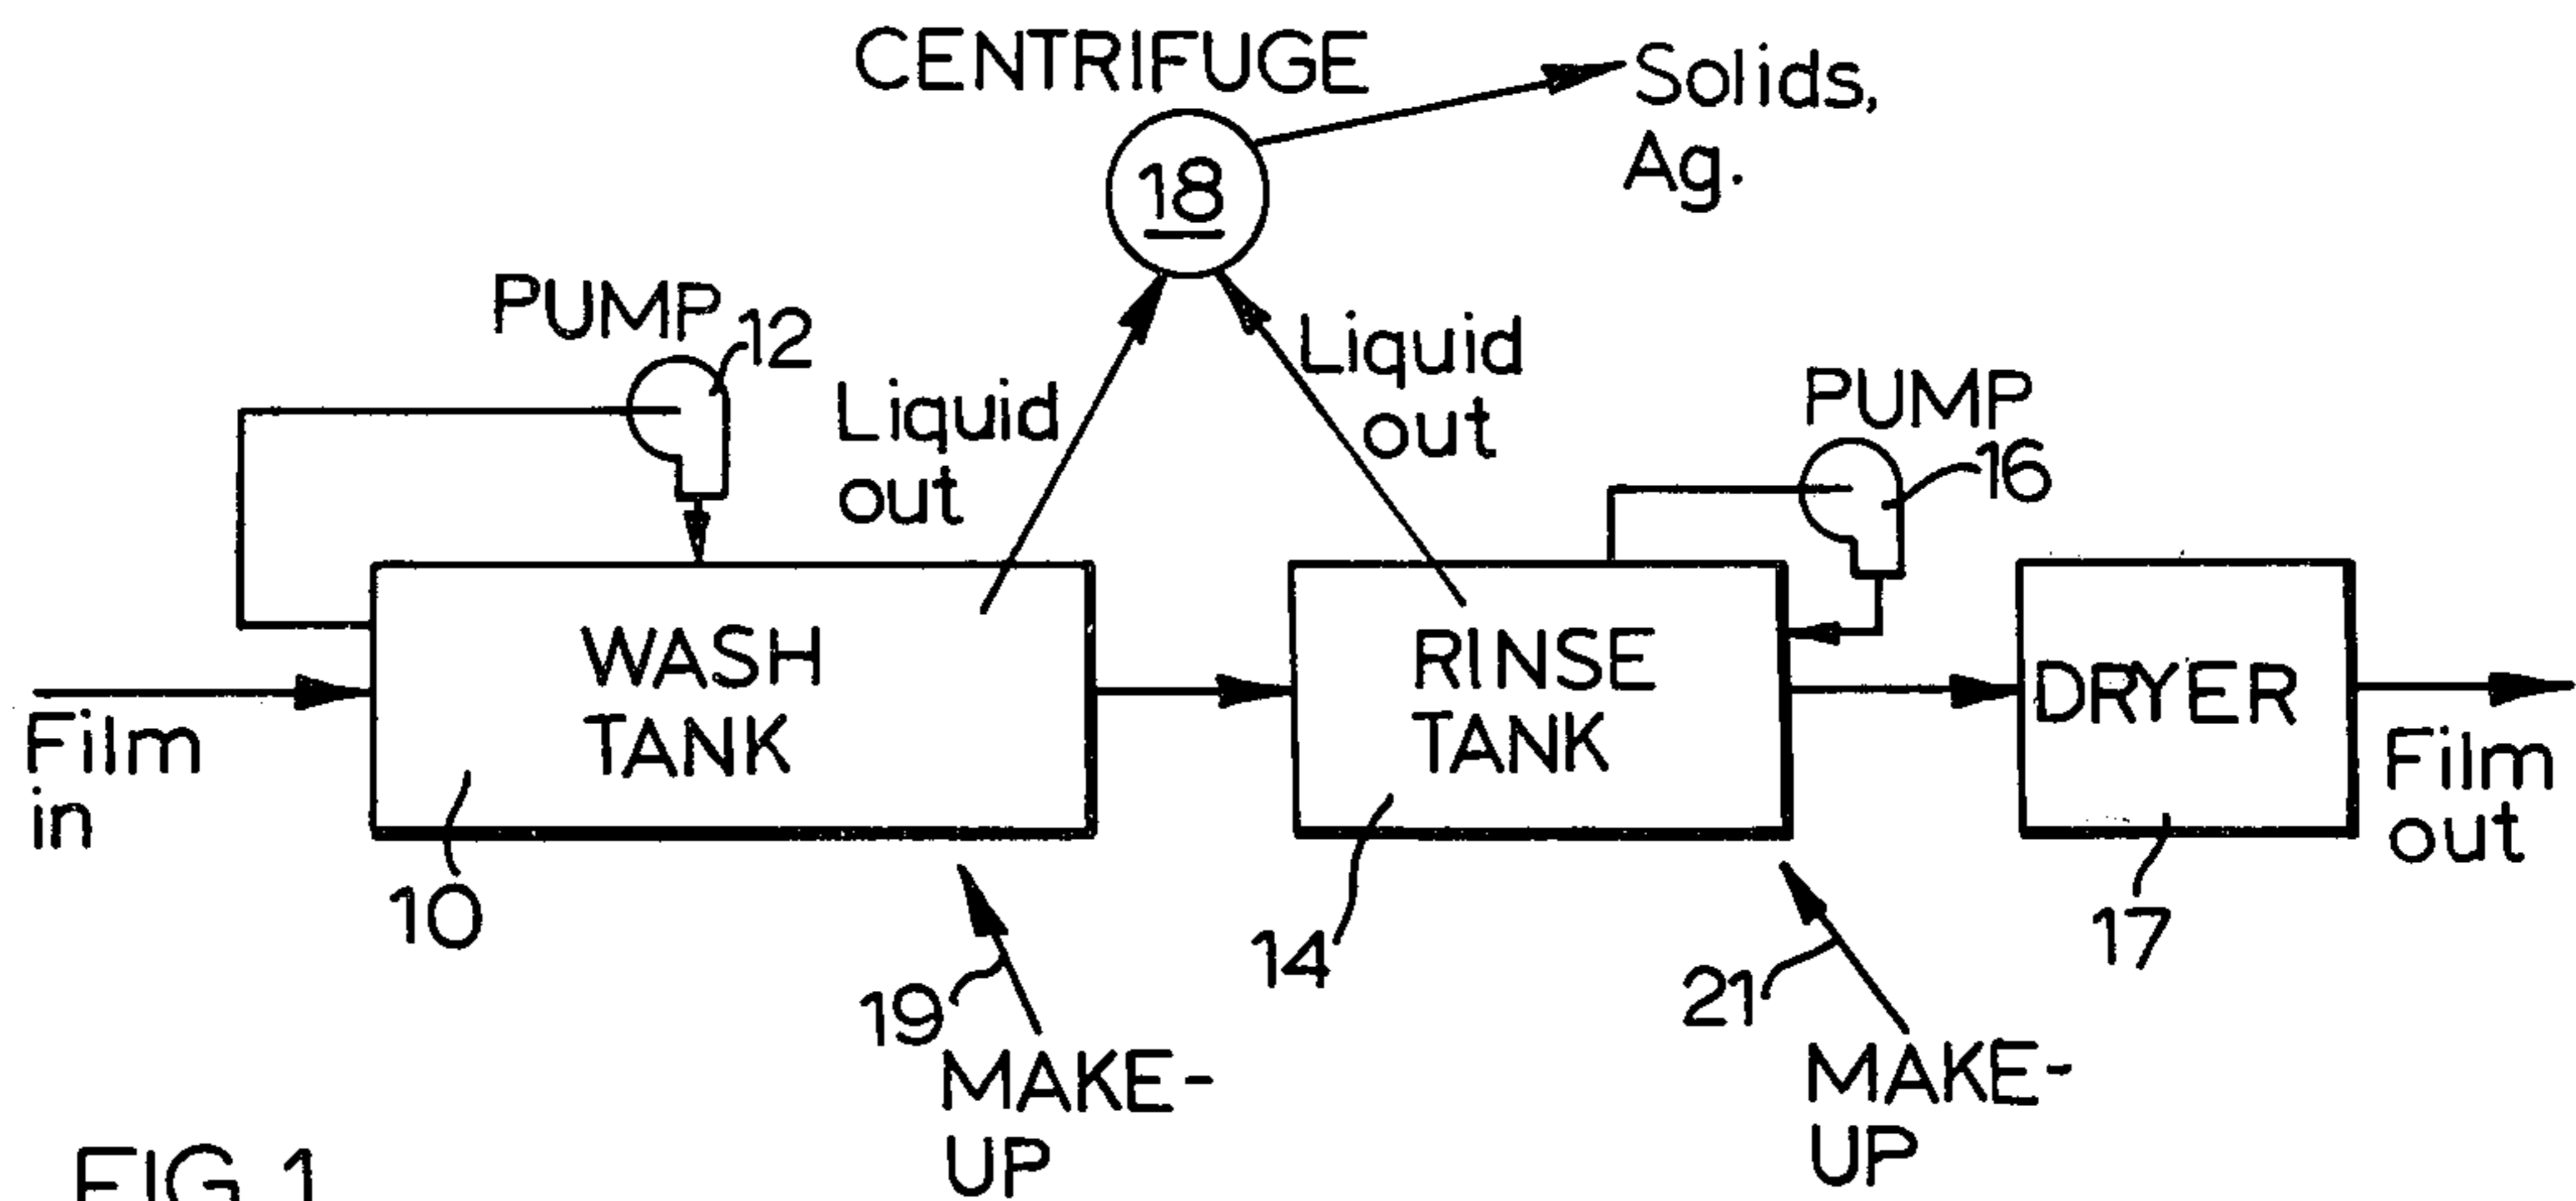 CENTRIFUGE
Solids,
Ag.
18
PUMP
12
Liquid
out
Liquid
out
PUMP
16
WASH
TANK
RINSE
TANK
DRYER
Film
in
Film
out
10
14
17
19
21
MAKE-
UP
MAKE-
UP
FIG. 1